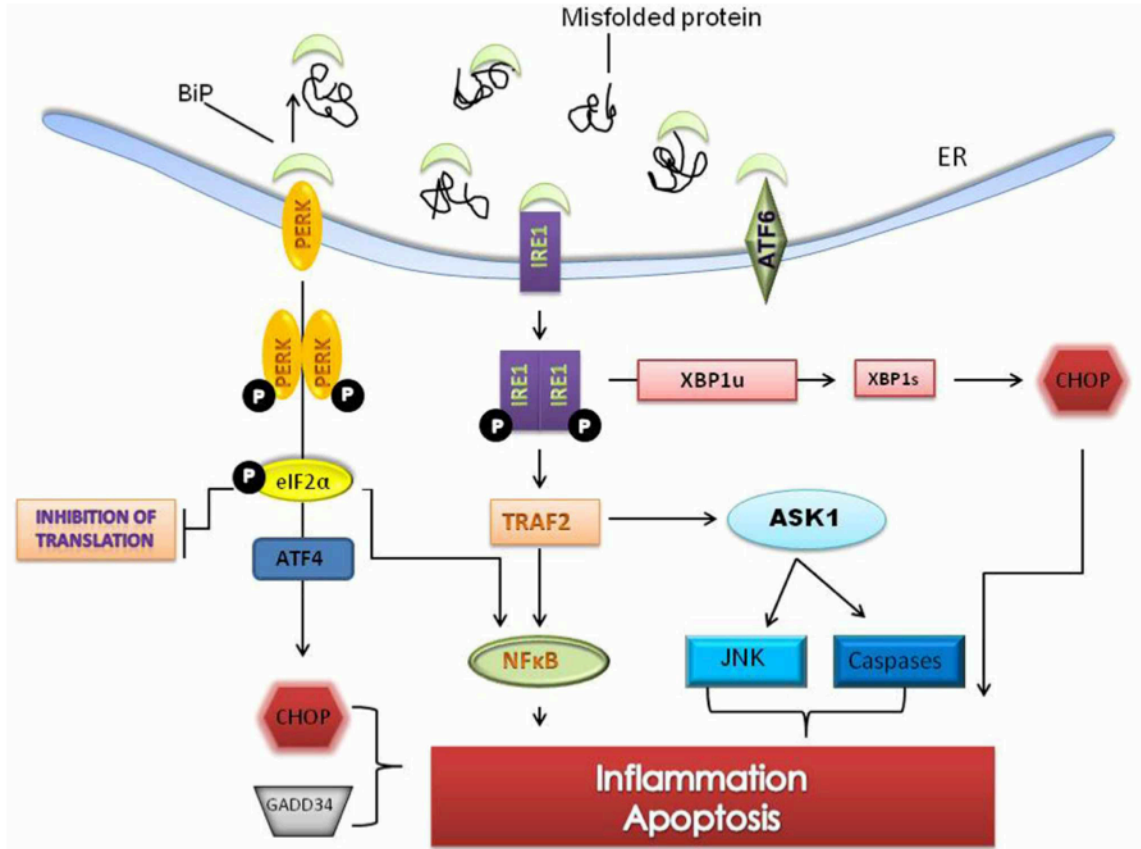 Misfolded protein
BiP
ER
PERK
IRE1
ATF6
PERK
PERK
P
P
IRE1
IRE1
P
P
XBP1u
XBP1s
CHOP
P
eIF2α
INHIBITION OF
TRANSLATION
TRAF2
ASK1
ATF4
NFκB
JNK
Caspases
CHOP
GADD34
Inflammation
Apoptosis